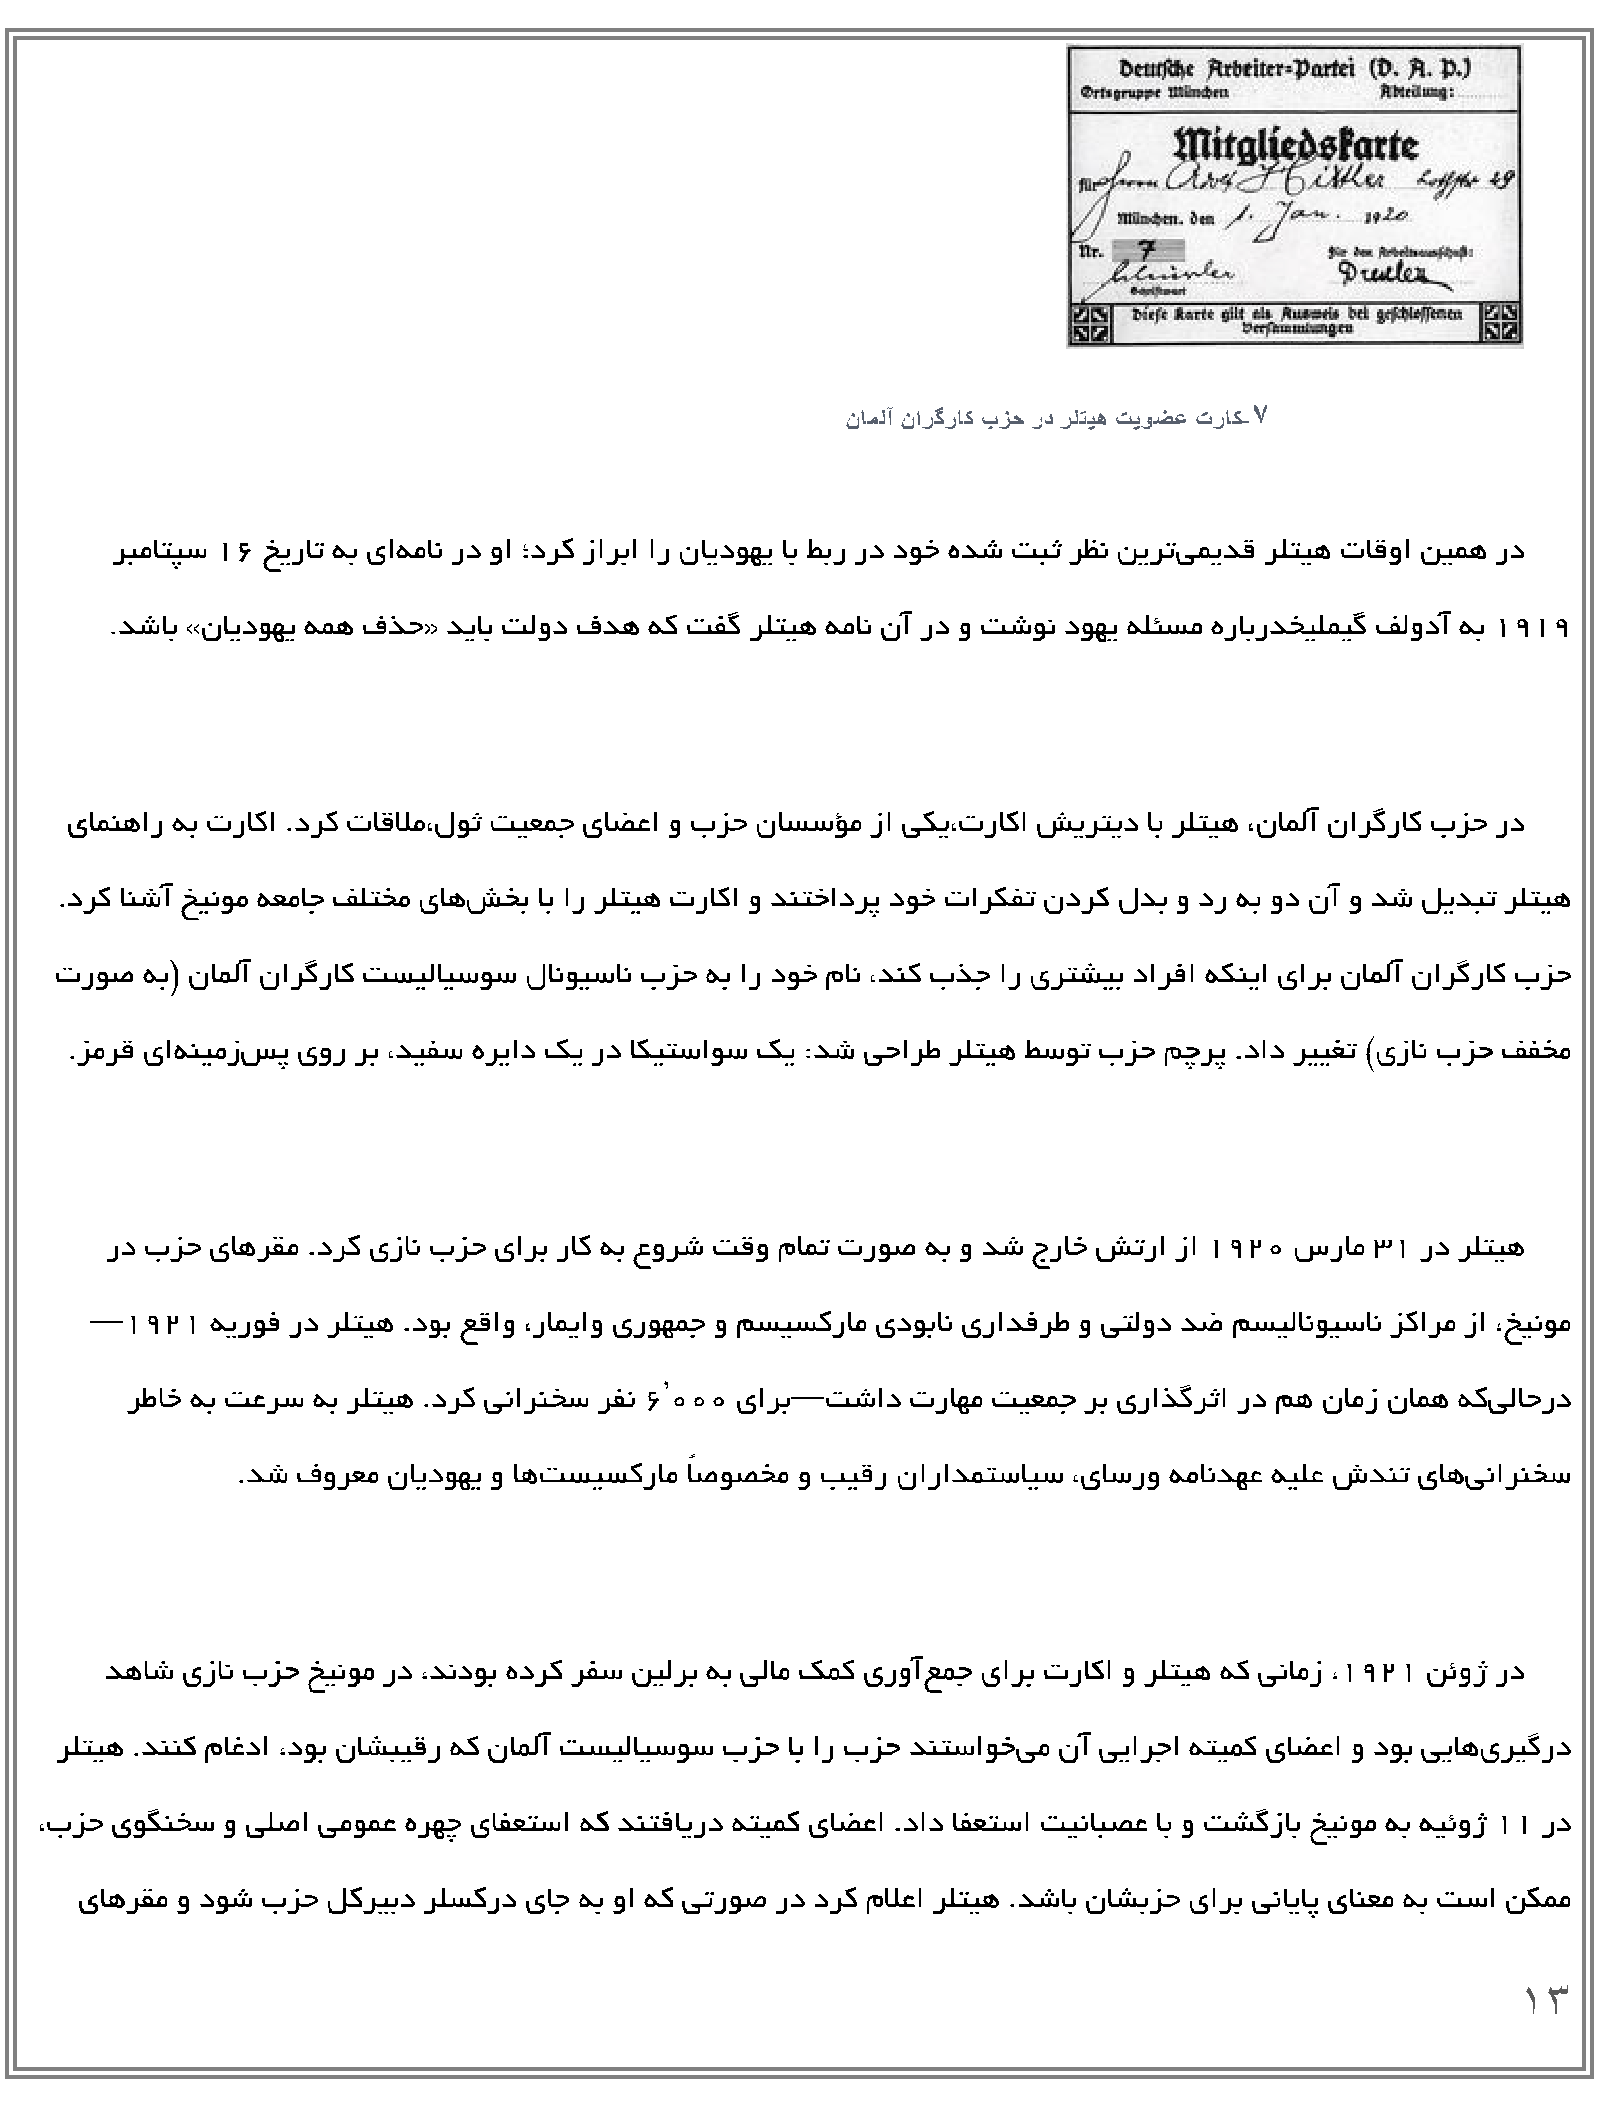 Deutsche Arbeiter-Partei (D. A. P.)
Ortsgruppe München Abteilung:
Mitgliedskarte
für Herrn Adolf Hitler 29
München, den 1. Jan. 1920
Nr. 7 Für den Arbeitsausschuß:
Drexler
Schriftwart
Diese Karte gilt als Ausweis bei geschlossenen
Versammlungen
۷-کارت عضویت هیتلر در حزب کارگران آلمان
در همین اوقات هیتلر قدیمی‌ترین نظر ثبت شده خود در ربط با یهودیان را ابراز کرد؛ او در نامه‌ای به تاریخ ۱۶ سپتامبر
۱۹۱۹ به آدولف گیملیخدرباره مسئله یهود نوشت و در آن نامه هیتلر گفت که هدف دولت باید «حذف همه یهودیان» باشد.
در حزب کارگران آلمان، هیتلر با دیتریش اکارت،یکی از مؤسسان حزب و اعضای جمعیت ثول،ملاقات کرد. اکارت به راهنمای
هیتلر تبدیل شد و آن دو به رد و بدل کردن تفکرات خود پرداختند و اکارت هیتلر را با بخش‌های مختلف جامعه مونیخ آشنا کرد.
حزب کارگران آلمان برای اینکه افراد بیشتری را جذب کند، نام خود را به حزب ناسیونال سوسیالیست کارگران آلمان (به صورت
مخفف حزب نازی) تغییر داد. پرچم حزب توسط هیتلر طراحی شد: یک سواستیکا در یک دایره سفید، بر روی پس‌زمینه‌ای قرمز.
هیتلر در ۳۱ مارس ۱۹۲۰ از ارتش خارج شد و به صورت تمام وقت شروع به کار برای حزب نازی کرد. مقرهای حزب در
مونیخ، از مراکز ناسیونالیسم ضد دولتی و طرفداری نابودی مارکسیسم و جمهوری وایمار، واقع بود. هیتلر در فوریه ۱۹۲۱—
درحالی‌که همان زمان هم در اثرگذاری بر جمعیت مهارت داشت—برای ۶٬۰۰۰ نفر سخنرانی کرد. هیتلر به سرعت به خاطر
سخنرانی‌های تندش علیه عهدنامه ورسای، سیاستمداران رقیب و مخصوصاً مارکسیست‌ها و یهودیان معروف شد.
در ژوئن ۱۹۲۱، زمانی که هیتلر و اکارت برای جمع‌آوری کمک مالی به برلین سفر کرده بودند، در مونیخ حزب نازی شاهد
درگیری‌هایی بود و اعضای کمیته اجرایی آن می‌خواستند حزب را با حزب سوسیالیست آلمان که رقیبشان بود، ادغام کنند. هیتلر
در ۱۱ ژوئیه به مونیخ بازگشت و با عصبانیت استعفا داد. اعضای کمیته دریافتند که استعفای چهره عمومی اصلی و سخنگوی حزب،
ممکن است به معنای پایانی برای حزبشان باشد. هیتلر اعلام کرد در صورتی که او به جای درکسلر دبیرکل حزب شود و مقرهای
۱۳